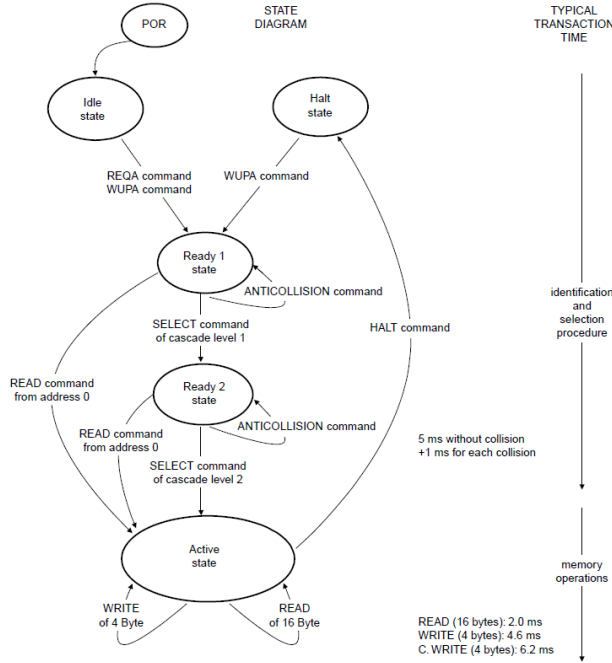 POR
STATE
DIAGRAM
TYPICAL
TRANSACTION
TIME
Idle
state
Halt
state
REQA command
WUPA command
WUPA command
Ready 1
state
ANTICOLLISION command
identification
and
selection
procedure
SELECT command
of cascade level 1
HALT command
READ command
from address 0
Ready 2
state
ANTICOLLISION command
READ command
from address 0
5 ms without collision
+1 ms for each collision
SELECT command
of cascade level 2
Active
state
memory
operations
WRITE
of 4 Byte
READ
of 16 Byte
READ (16 bytes): 2.0 ms
WRITE (4 bytes): 4.6 ms
C. WRITE (4 bytes): 6.2 ms